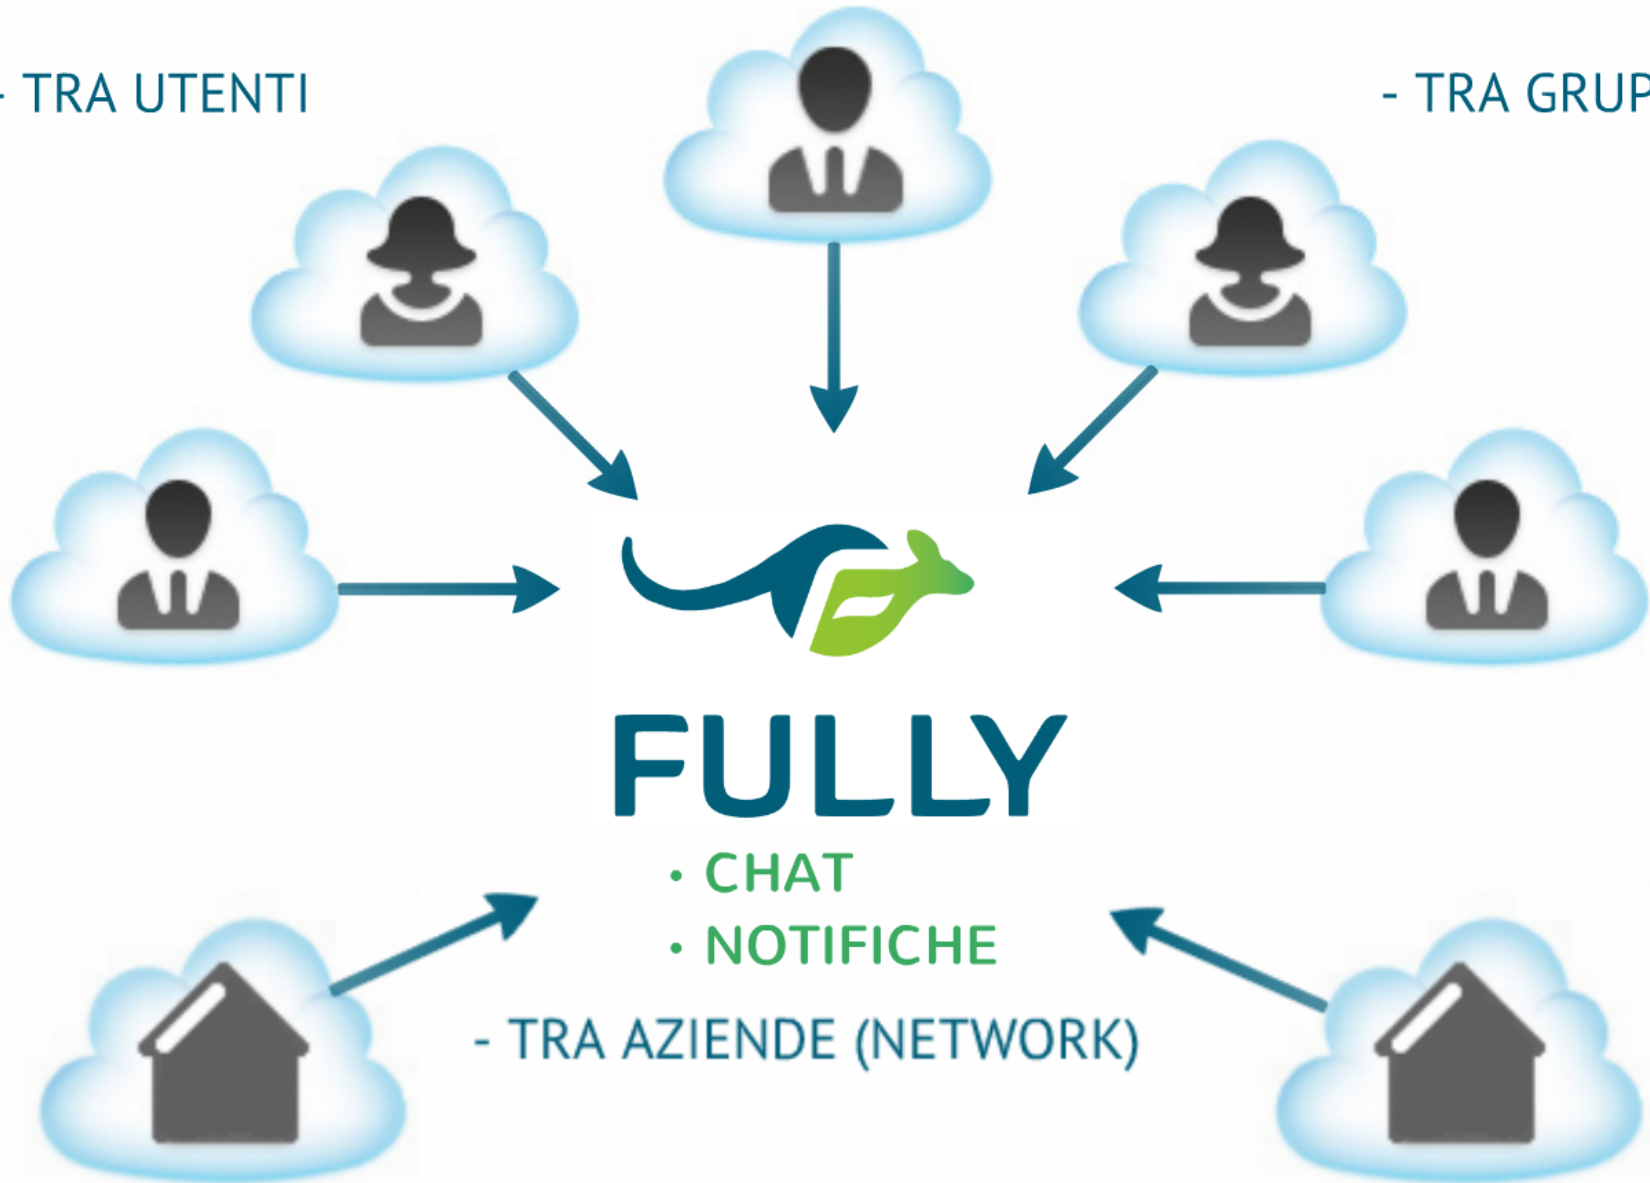 - TRA UTENTI
- TRA GRUP
FULLY
· CHAT
· NOTIFICHE
- TRA AZIENDE (NETWORK)